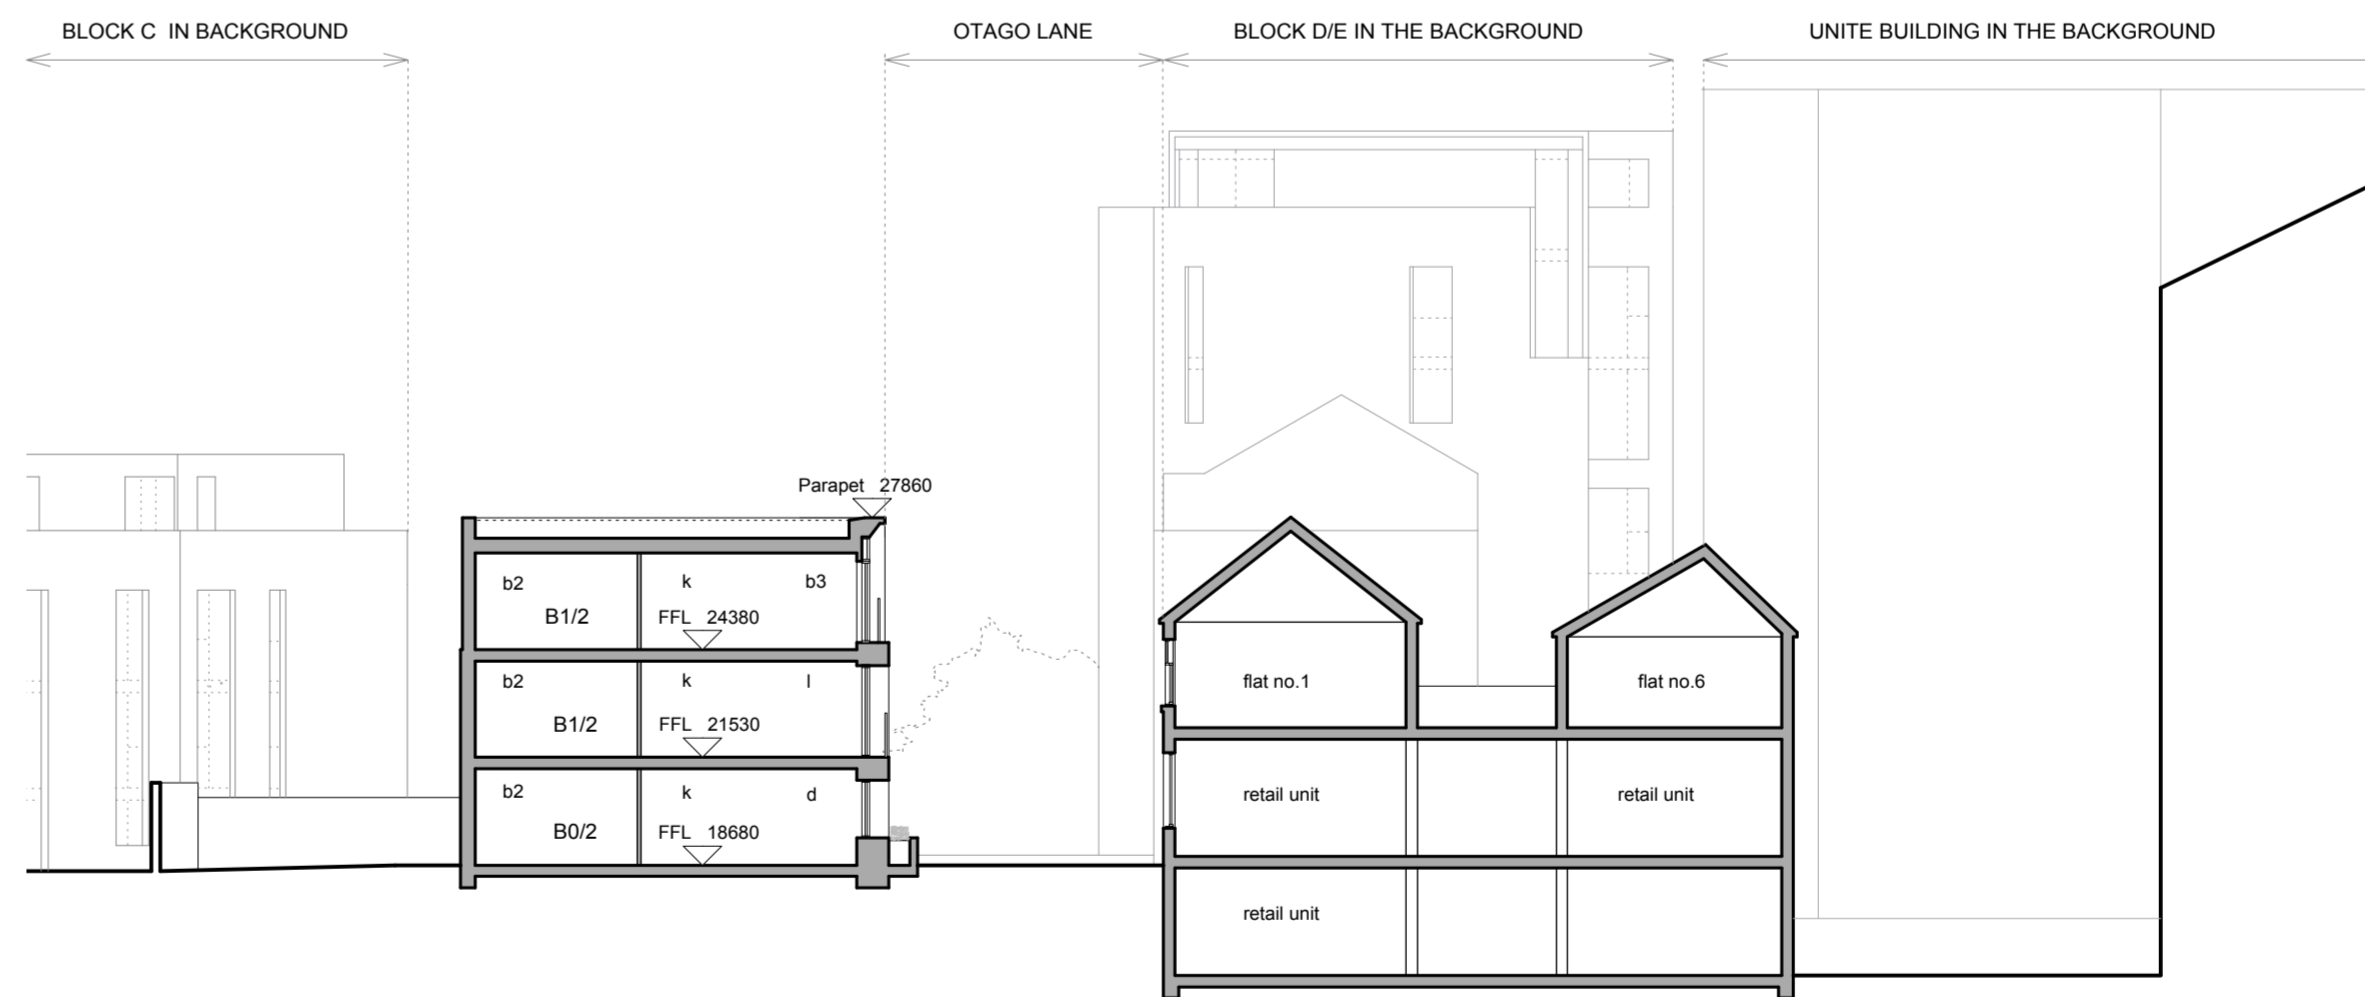 BLOCK C IN BACKGROUND
OTAGO LANE
BLOCK D/E IN THE BACKGROUND
UNITE BUILDING IN THE BACKGROUND
Parapet 27860
b2 k b3
B1/2 FFL 24380
b2 k l
B1/2 FFL 21530
b2 k d
B0/2 FFL 18680
flat no.1
flat no.6
retail unit
retail unit
retail unit